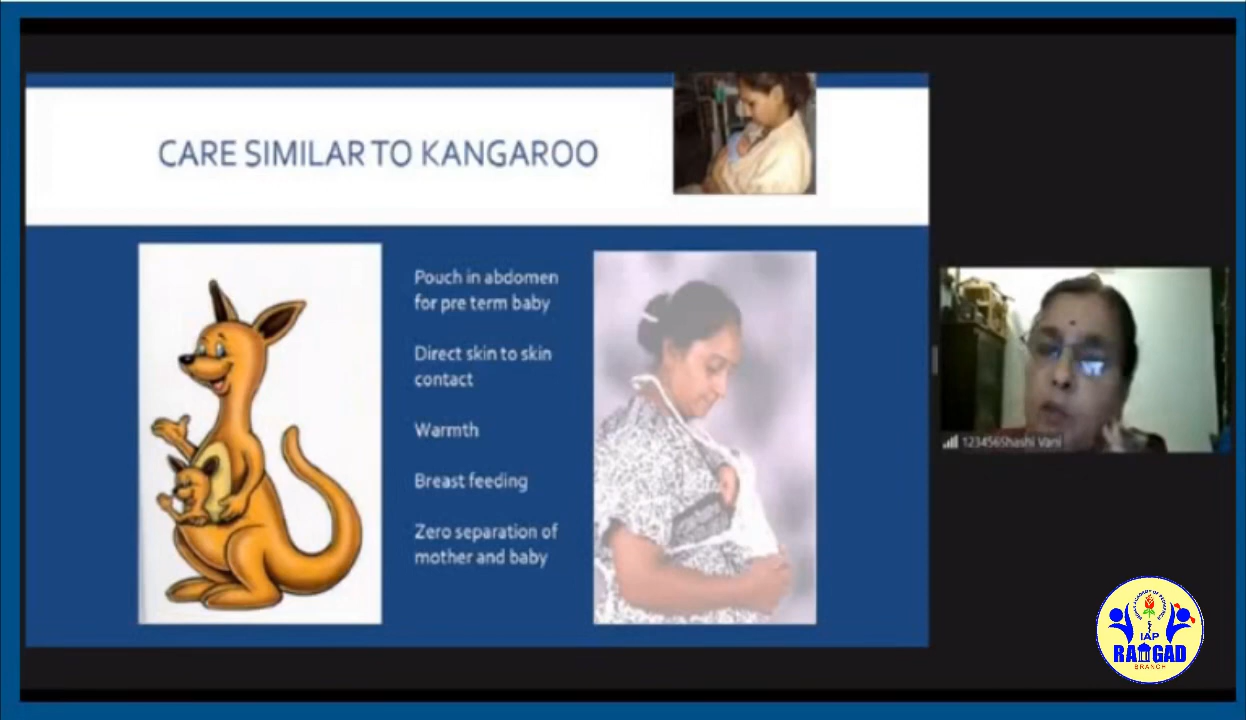 CARE SIMILAR TO KANGAROO
Pouch in abdomen
for pre term baby
Direct skin to skin
contact
Warmth
Breast feeding
Zero separation of
mother and baby
123456Shashi Vani
IAP
RAIGAD
BRANCH